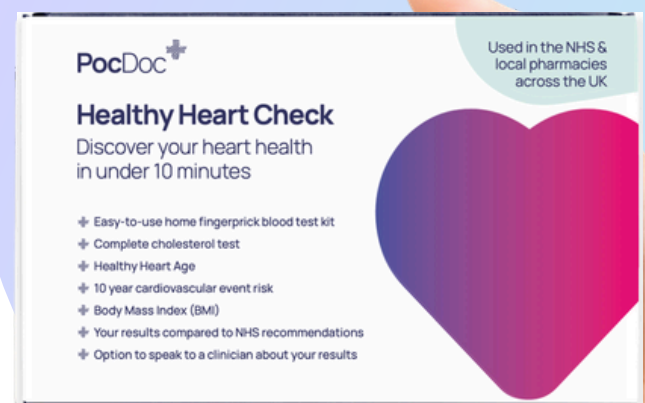 PocDoc
Used in the NHS &
local pharmacies
across the UK
Healthy Heart Check
Discover your heart health
in under 10 minutes
Easy-to-use home fingerprick blood test kit
Complete cholesterol test
Healthy Heart Age
10 year cardiovascular event risk
Body Mass Index (BMI)
Your results compared to NHS recommendations
Option to speak to a clinician about your results